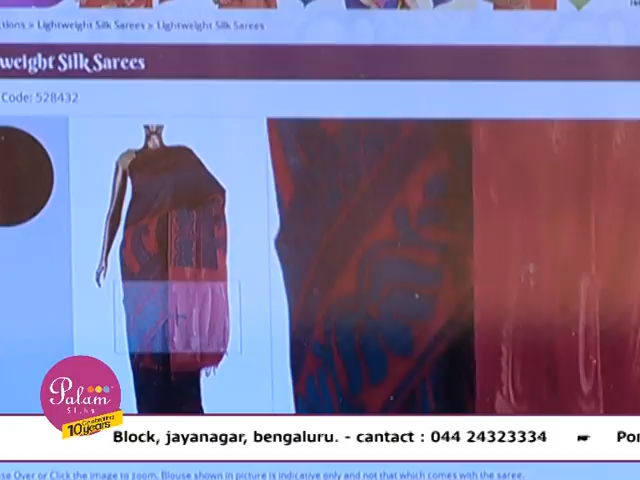 tions > Lightweight Silk Sarees > Lightweight Silk Sarees
weight Silk Sarees
Code: 528432
Palam
Silks
Celebrating
10 years
Block, jayanagar, bengaluru. - cantact : 044 24323334 ☛ Por
se Over or Click the image to zoom. Blouse shown in picture is indicative only and not that which comes with the saree.